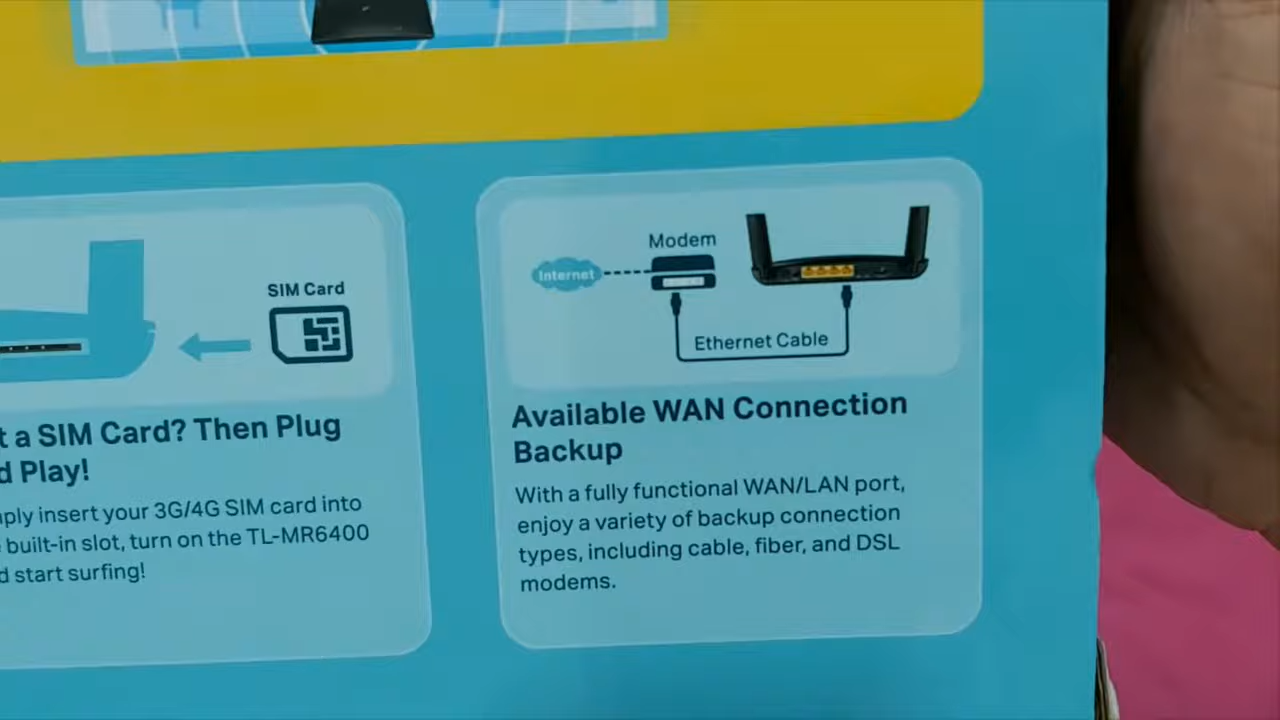 SIM Card
t a SIM Card? Then Plug
d Play!
ply insert your 3G/4G SIM card into
built-in slot, turn on the TL-MR6400
d start surfing!
Modem
Internet
Ethernet Cable
Available WAN Connection
Backup
With a fully functional WAN/LAN port,
enjoy a variety of backup connection
types, including cable, fiber, and DSL
modems.